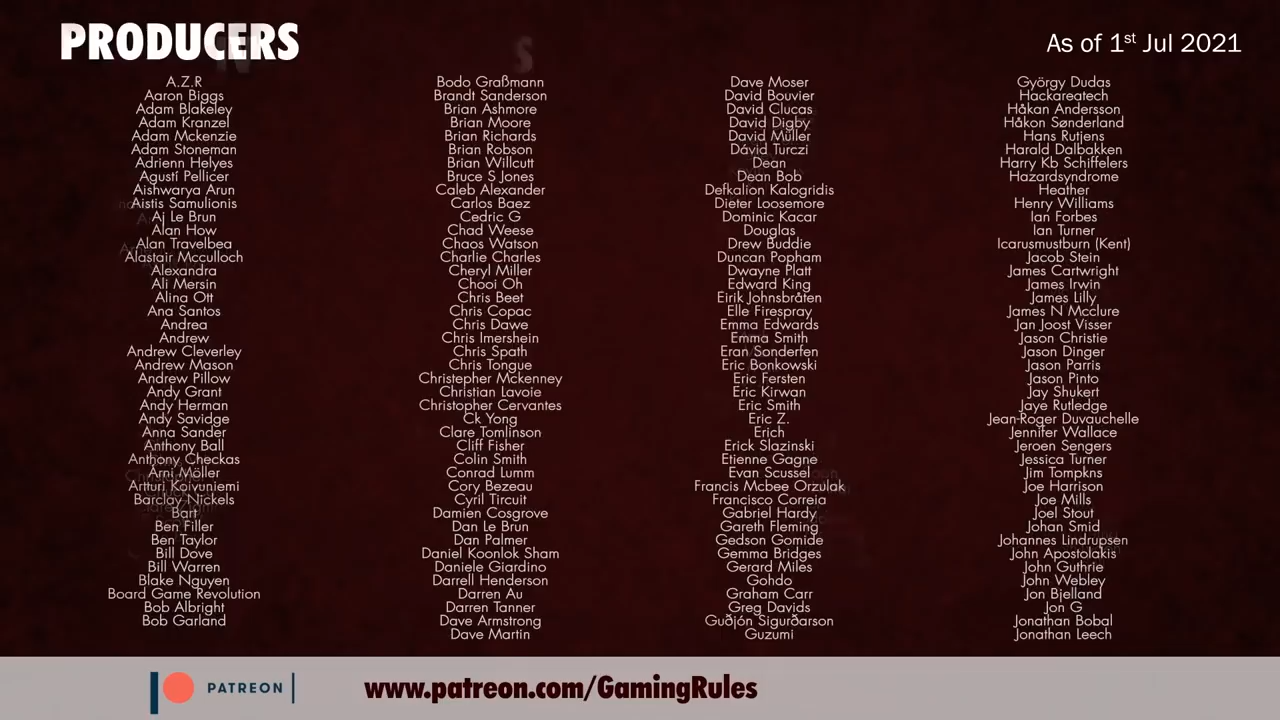 PRODUCERS
As of 1st Jul 2021
A.Z.R
Aaron Biggs
Adam Blakeley
Adam Kranzel
Adam Mckenzie
Adam Stoneman
Adrienn Helyes
Agustí Pellicer
Aishwarya Arun
Aistis Samulionis
Aj Le Brun
Alan How
Alan Travelbea
Alastair Mcculloch
Alexandra
Ali Mersin
Alina Ott
Ana Santos
Andrea
Andrew
Andrew Cleverley
Andrew Mason
Andrew Pillow
Andy Grant
Andy Herman
Andy Savidge
Anna Sander
Anthony Ball
Anthony Checkas
Arni Möller
Artturi Koivuniemi
Barclay Nickels
Bart
Ben Filler
Ben Taylor
Bill Dove
Bill Warren
Blake Nguyen
Board Game Revolution
Bob Albright
Bob Garland
Bodo Graßmann
Brandt Sanderson
Brian Ashmore
Brian Moore
Brian Richards
Brian Robson
Brian Willcutt
Bruce S Jones
Caleb Alexander
Carlos Baez
Cedric G
Chad Weese
Chaos Watson
Charlie Charles
Cheryl Miller
Chooi Oh
Chris Beet
Chris Copac
Chris Dawe
Chris Imershein
Chris Spath
Chris Tongue
Christepher Mckenney
Christian Lavoie
Christopher Cervantes
Ck Yong
Clare Tomlinson
Cliff Fisher
Colin Smith
Conrad Lumm
Cory Bezeau
Cyril Tircuit
Damien Cosgrove
Dan Le Brun
Dan Palmer
Daniel Koonlok Sham
Daniele Giardino
Darrell Henderson
Darren Au
Darren Tanner
Dave Armstrong
Dave Martin
Dave Moser
David Bouvier
David Clucas
David Digby
David Müller
Dávid Turczi
Dean
Dean Bob
Defkalion Kalogridis
Dieter Loosemore
Dominic Kacar
Douglas
Drew Buddie
Duncan Popham
Dwayne Platt
Edward King
Eirik Johnsbråten
Elle Firespray
Emma Edwards
Emma Smith
Eran Sonderfen
Eric Bonkowski
Eric Fersten
Eric Kirwan
Eric Smith
Eric Z.
Erich
Erick Slazinski
Etienne Gagne
Evan Scussel
Francis Mcbee Orzulak
Francisco Correia
Gabriel Hardy
Gareth Fleming
Gedson Gomide
Gemma Bridges
Gerard Miles
Gohdo
Graham Carr
Greg Davids
Guðjón Sigurðarson
Guzumi
György Dudas
Hackareatech
Håkan Andersson
Håkon Sønderland
Hans Rutjens
Harald Dalbakken
Harry Kb Schiffelers
Hazardsyndrome
Heather
Henry Williams
Ian Forbes
Ian Turner
Icarusmustburn (Kent)
Jacob Stein
James Cartwright
James Irwin
James Lilly
James N Mcclure
Jan Joost Visser
Jason Christie
Jason Dinger
Jason Parris
Jason Pinto
Jay Shukert
Jaye Rutledge
Jean-Roger Duvauchelle
Jennifer Wallace
Jeroen Sengers
Jessica Turner
Jim Tompkns
Joe Harrison
Joe Mills
Joel Stout
Johan Smid
Johannes Lindrupsen
John Apostolakis
John Guthrie
John Webley
Jon Bjelland
Jon G
Jonathan Bobal
Jonathan Leech
PATREON
www.patreon.com/GamingRules